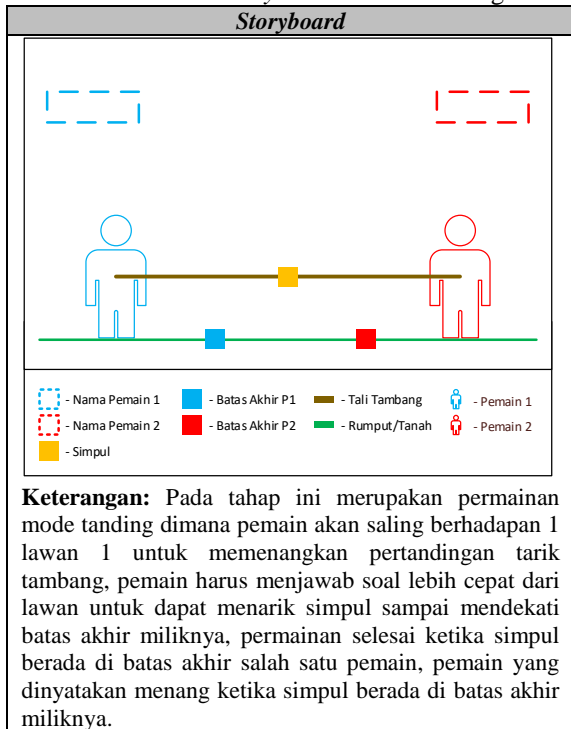 Storyboard
- Nama Pemain 1
- Batas Akhir P1
- Tali Tambang
- Pemain 1
- Nama Pemain 2
- Batas Akhir P2
- Rumput/Tanah
- Pemain 2
- Simpul
Keterangan: Pada tahap ini merupakan permainan
mode tanding dimana pemain akan saling berhadapan 1
lawan 1 untuk memenangkan pertandingan tarik
tambang, pemain harus menjawab soal lebih cepat dari
lawan untuk dapat menarik simpul sampai mendekati
batas akhir miliknya, permainan selesai ketika simpul
berada di batas akhir salah satu pemain, pemain yang
dinyatakan menang ketika simpul berada di batas akhir
miliknya.